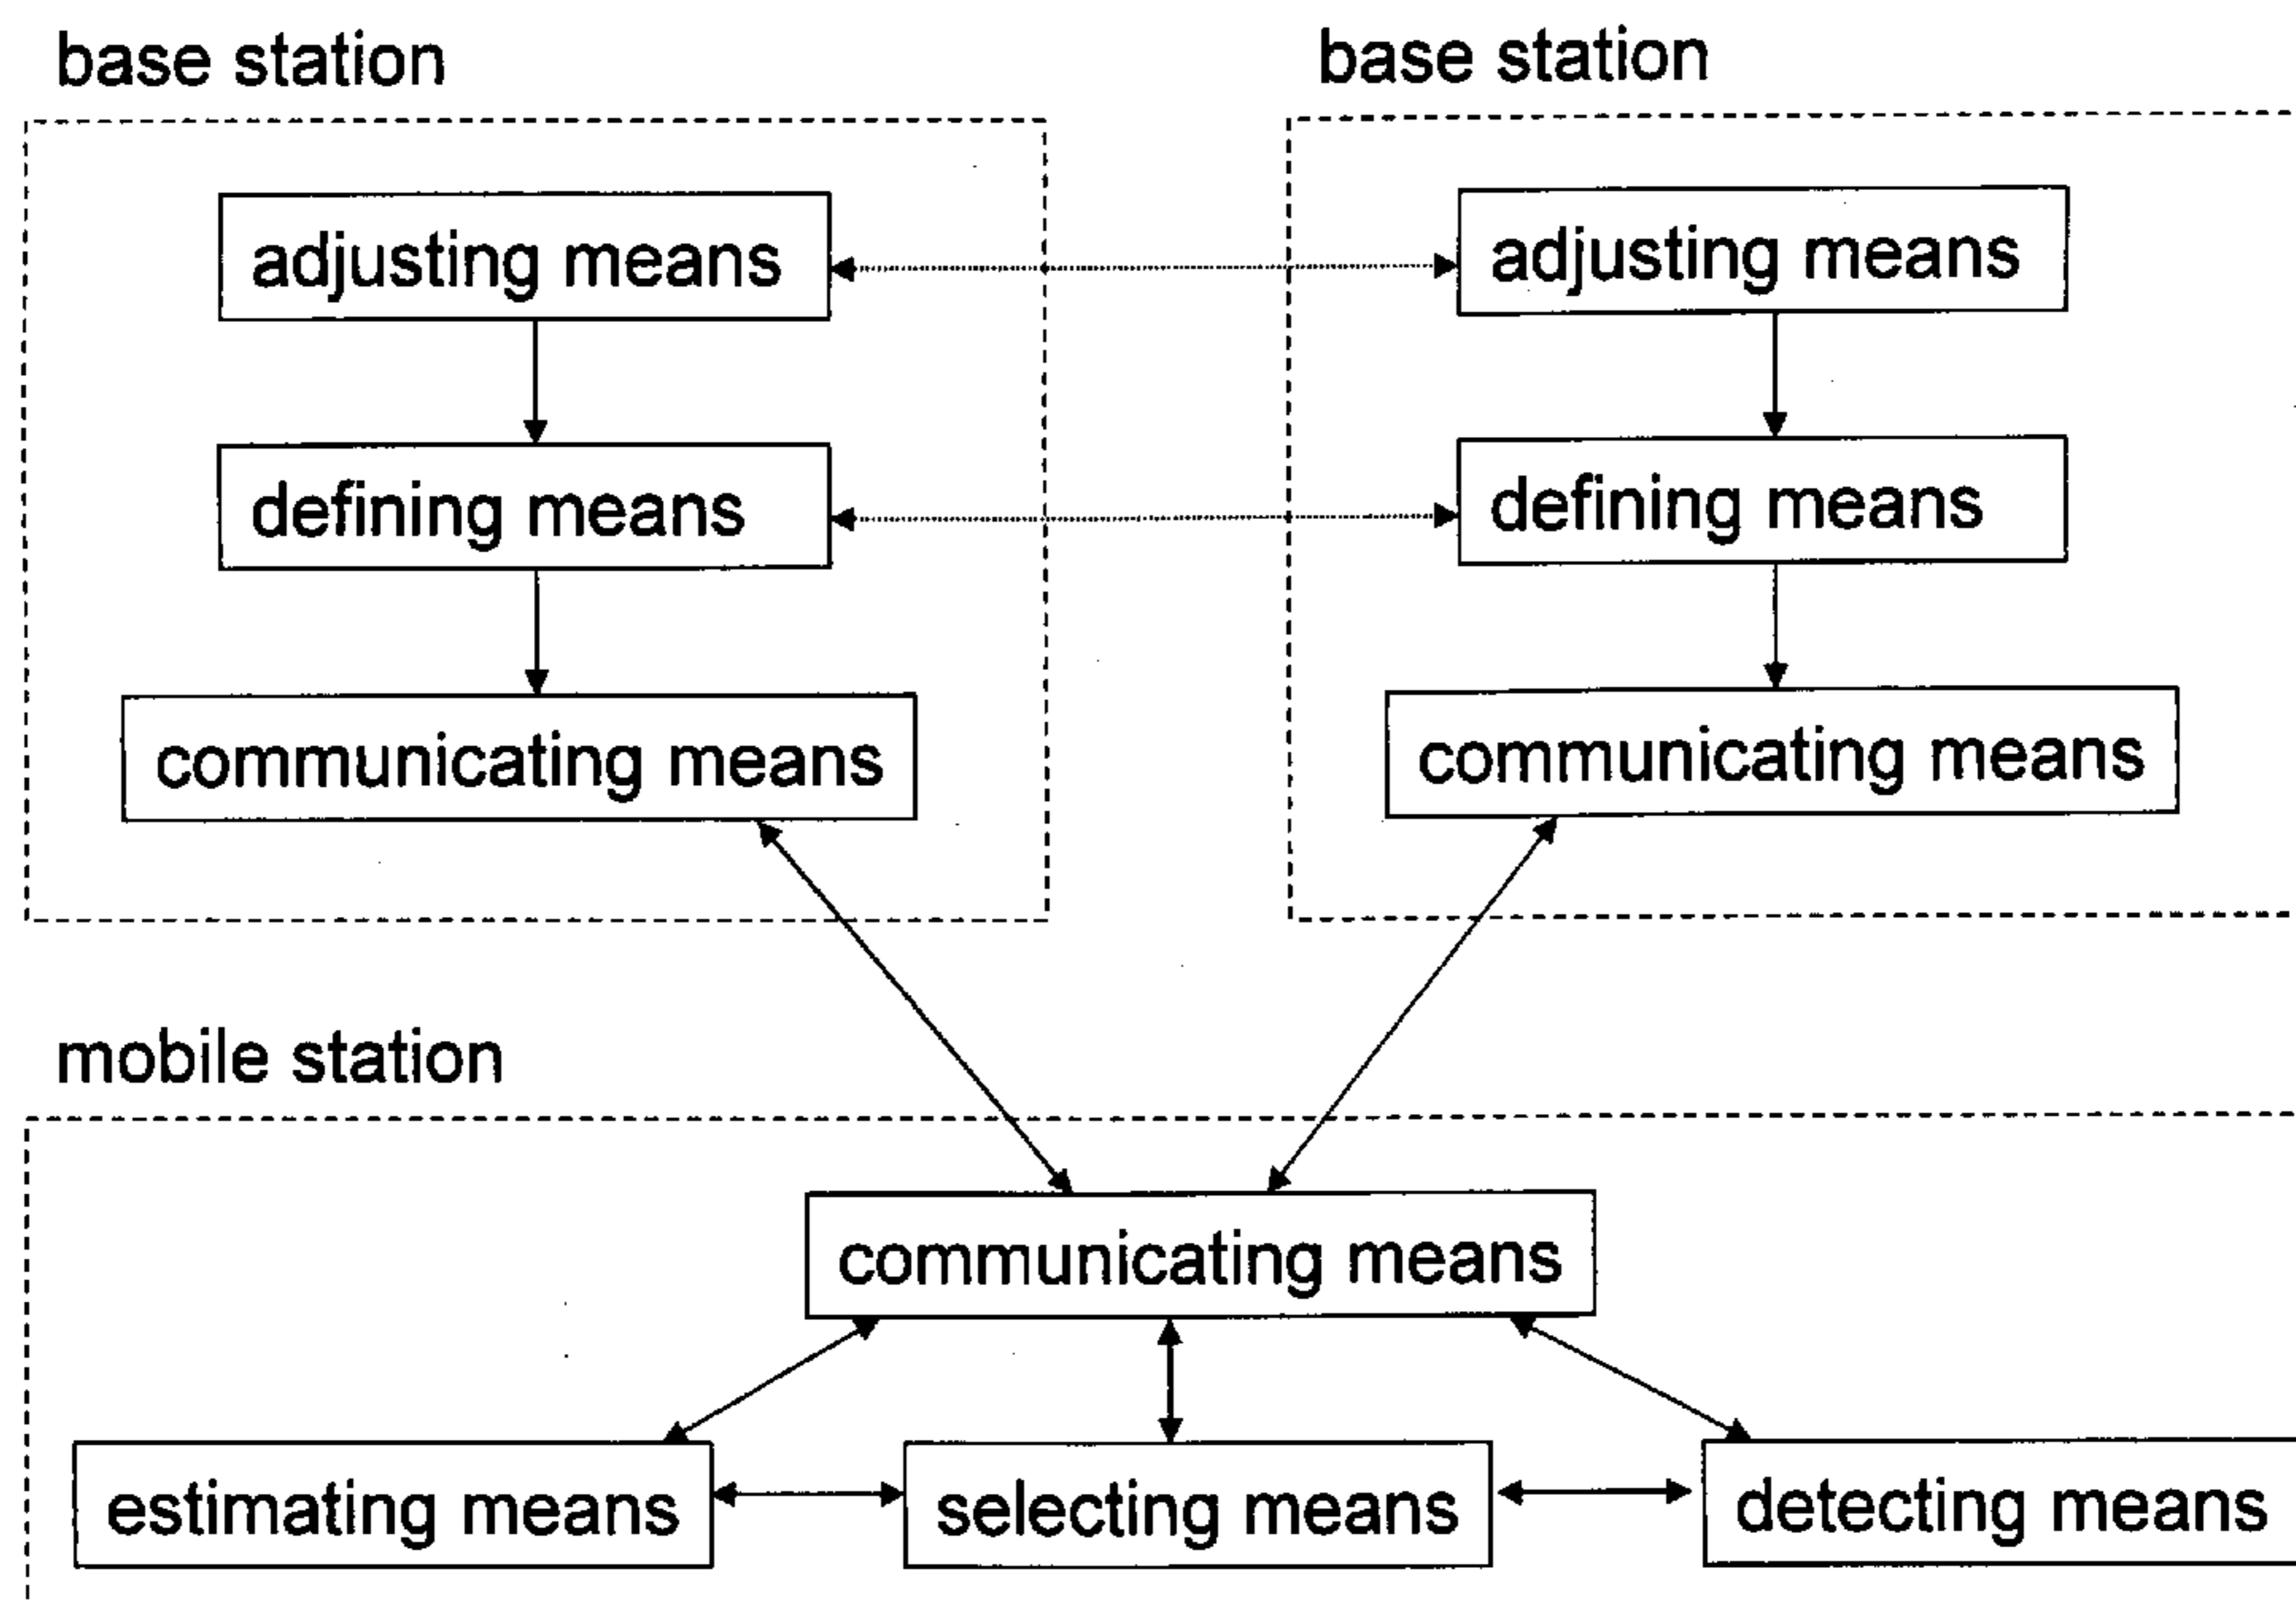 base station
base station
adjusting means
adjusting means
defining means
defining means
communicating means
communicating means
mobile station
communicating means
estimating means
selecting means
detecting means